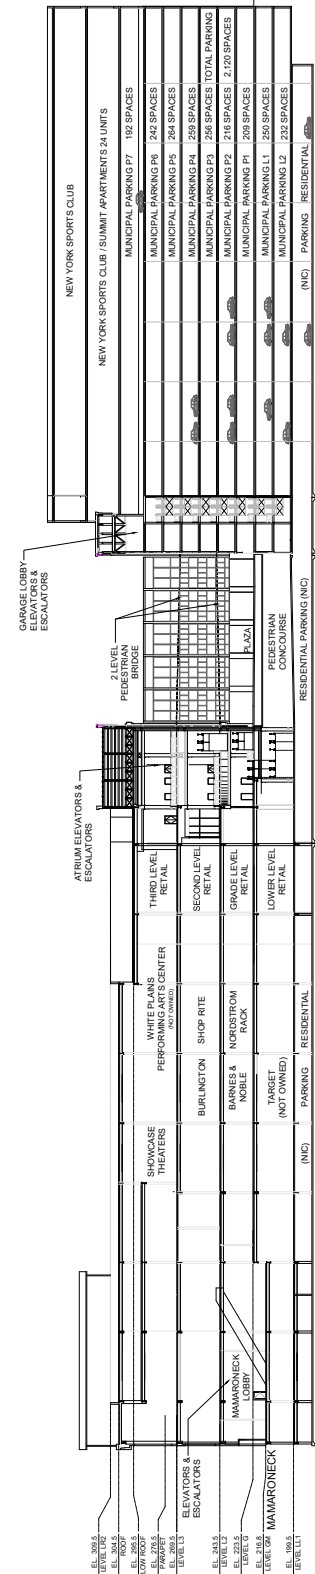 NEW YORK SPORTS CLUB
NEW YORK SPORTS CLUB / SUMMIT APARTMENTS 24 UNITS
MUNICIPAL PARKING P7 192 SPACES
MUNICIPAL PARKING P6 242 SPACES
MUNICIPAL PARKING P5 264 SPACES
MUNICIPAL PARKING P4 259 SPACES
MUNICIPAL PARKING P3 256 SPACES TOTAL PARKING
MUNICIPAL PARKING P2 216 SPACES 2,120 SPACES
MUNICIPAL PARKING P1 209 SPACES
MUNICIPAL PARKING L1 250 SPACES
MUNICIPAL PARKING L2 232 SPACES
(NIC) PARKING RESIDENTIAL
GARAGE LOBBY
ELEVATORS &
ESCALATORS
2 LEVEL
PEDESTRIAN
BRIDGE
PLAZA
PEDESTRIAN
CONCOURSE
RESIDENTIAL PARKING (NIC)
ATRIUM ELEVATORS &
ESCALATORS
THIRD LEVEL
RETAIL
SECOND LEVEL
RETAIL
GRADE LEVEL
RETAIL
LOWER LEVEL
RETAIL
WHITE PLAINS
PERFORMING ARTS CENTER
(NOT OWNED)
SHOWCASE
THEATERS
BURLINGTON
SHOP RITE
BARNES &
NOBLE
NORDSTROM
RACK
TARGET
(NOT OWNED)
(NIC) PARKING RESIDENTIAL
MAMARONECK
LOBBY
ELEVATORS &
ESCALATORS
MAMARONECK
EL. 309.5
LEVEL LR2
EL. 304.5
ROOF
EL. 295.5
LOW ROOF
EL. 276.5
PARAPET
EL. 269.5
LEVEL L3
EL. 243.5
LEVEL L2
EL. 223.5
LEVEL G
EL. 216.8
LEVEL GM
EL. 199.5
LEVEL LL1